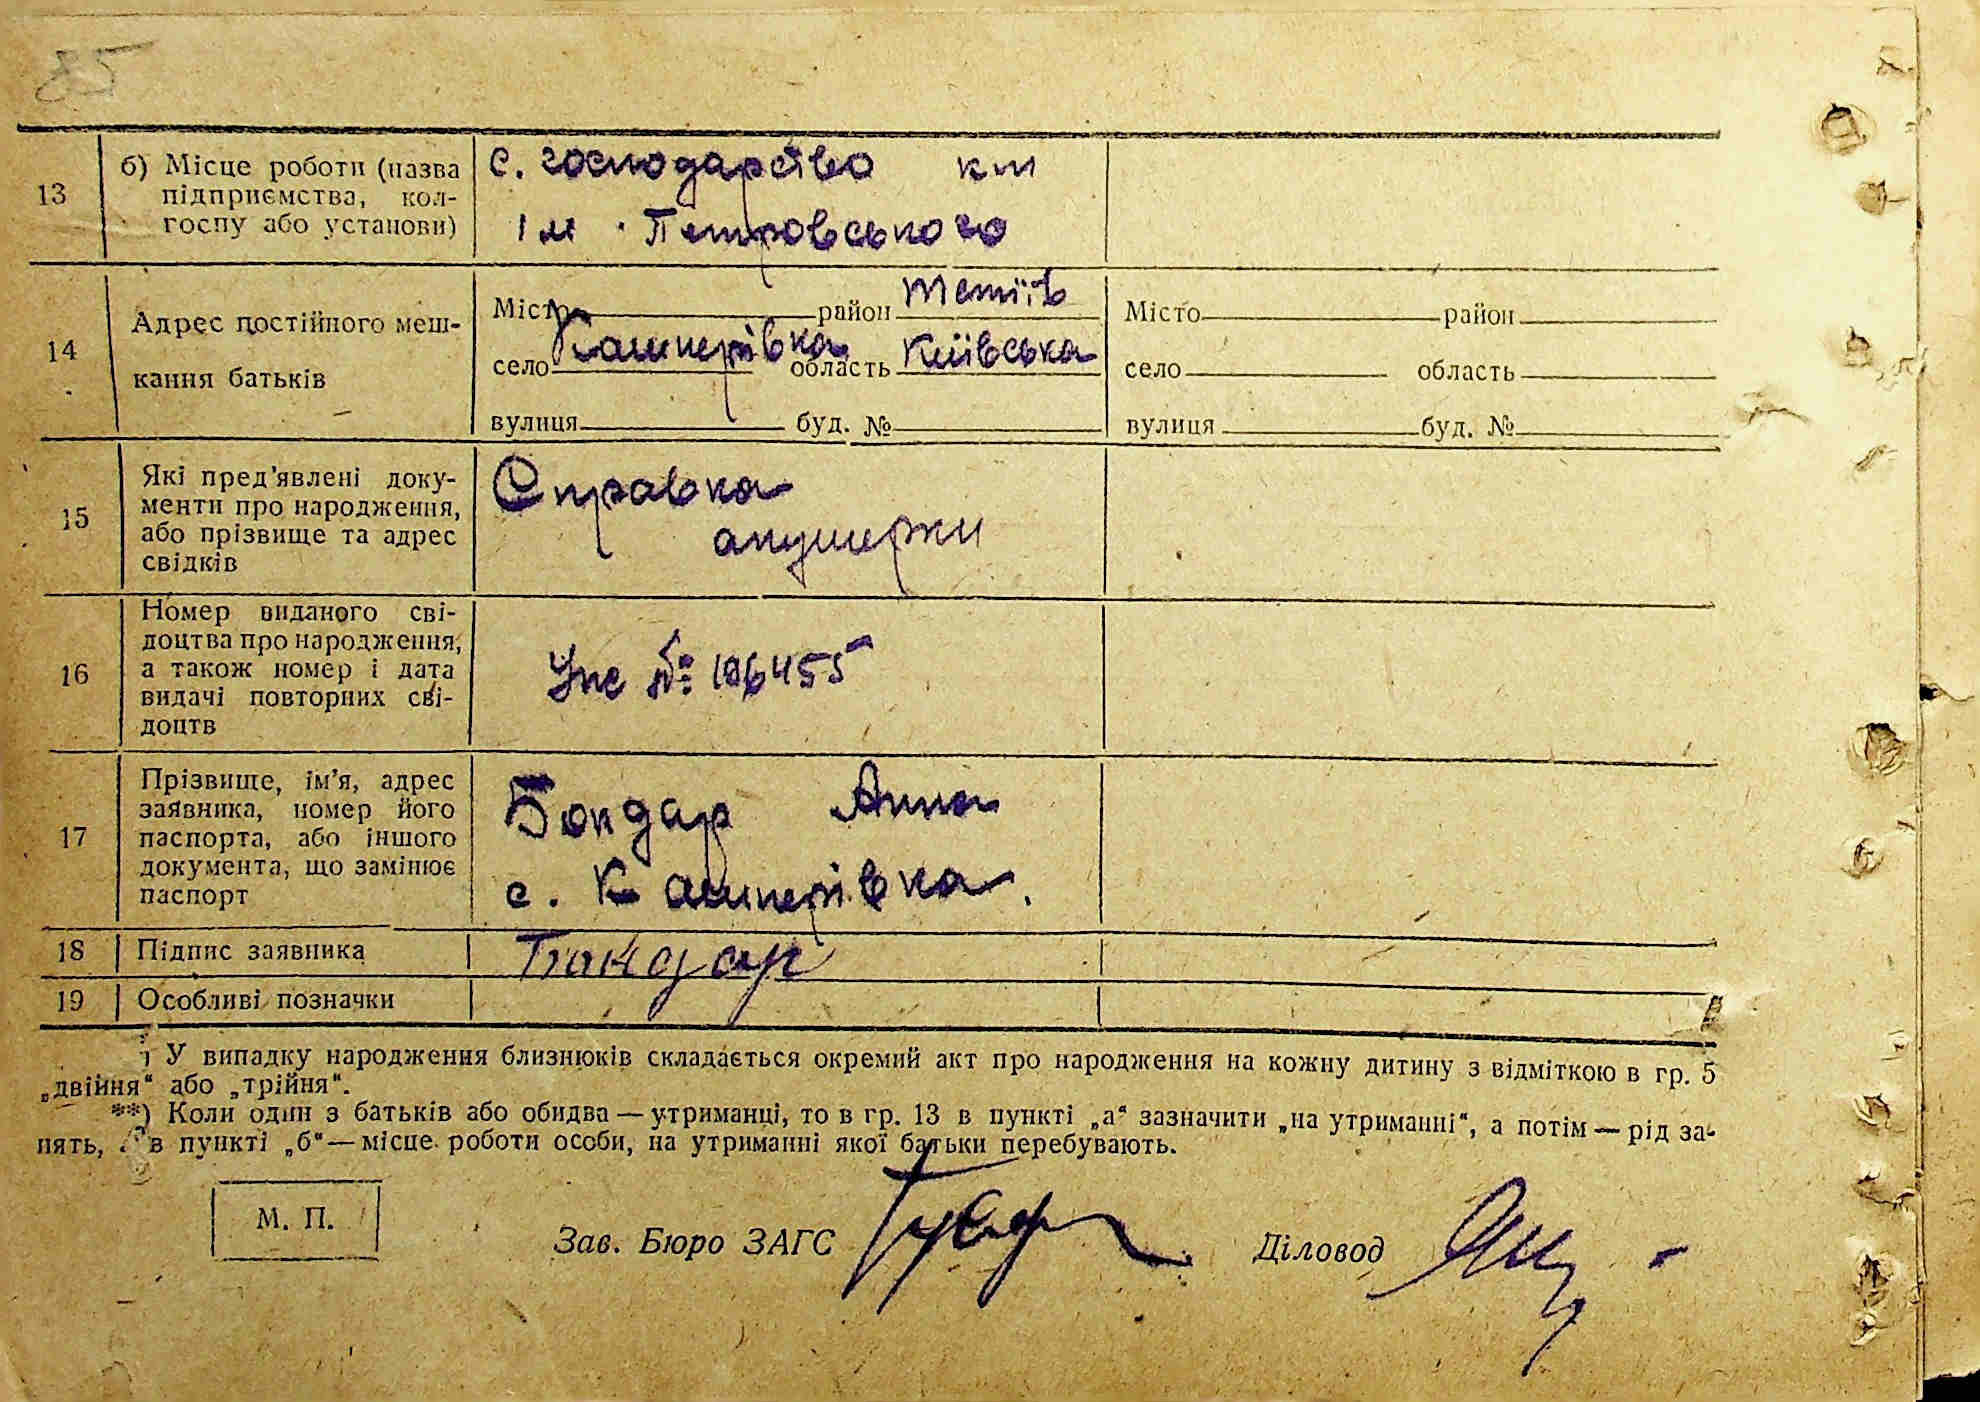 85
13 б) Місце роботи (назва підприємства, кол-госпу або установи)
с. господарство км
ім. Петровського
14 Адрес постійного меш-
кання батьків
Місто район Тетіїв
село Кашперівка область Київська
вулиця буд. №
Місто район
село область
вулиця буд. №
15 Які пред'явлені доку-
менти про народження,
або прізвище та адрес
свідків
Справка
акушерки
16 Номер виданого сві-
доцтва про народження,
а також номер і дата
видачі повторних сві-
доцтв
№ 106455
17 Прізвище, ім'я, адрес
заявника, номер його
паспорта, або іншого
документа, що замінює
паспорт
Бондар Анна
с. Кашперівка.
18 Підпис заявника
Бондар
19 Особливі позначки
*) У випадку народження близнюків складається окремий акт про народження на кожну дитину з відміткою в гр. 5
„двійня“ або „трійня“.
**) Коли один з батьків або обидва — утриманці, то в гр. 13 в пункті „а“ зазначити „на утриманні“, а потім — рід за-
нять, в пункті „б“ — місце роботи особи, на утриманні якої батьки перебувають.
М. П.
Зав. Бюро ЗАГС
Діловод